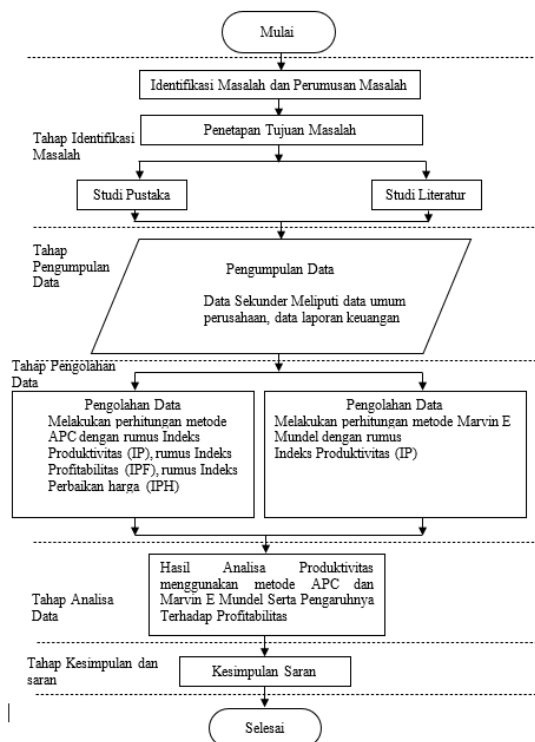 Mulai
Identifikasi Masalah dan Perumusan Masalah
Tahap Identifikasi
Masalah
Penetapan Tujuan Masalah
Studi Pustaka
Studi Literatur
Tahap
Pengumpulan
Data
Pengumpulan Data
Data Sekunder Meliputi data umum
perusahaan, data laporan keuangan
Tahap Pengolahan
Data
Pengolahan Data
Melakukan perhitungan metode
APC dengan rumus Indeks
Produktivitas (IP), rumus Indeks
Profitabilitas (IPF), rumus Indeks
Perbaikan harga (IPH)
Pengolahan Data
Melakukan perhitungan metode Marvin E
Mundel dengan rumus
Indeks Produktivitas (IP)
Tahap Analisa
Data
Hasil Analisa Produktivitas
menggunakan metode APC dan
Marvin E Mundel Serta Pengaruhnya
Terhadap Profitabilitas
Tahap Kesimpulan dan
saran
Kesimpulan Saran
Selesai